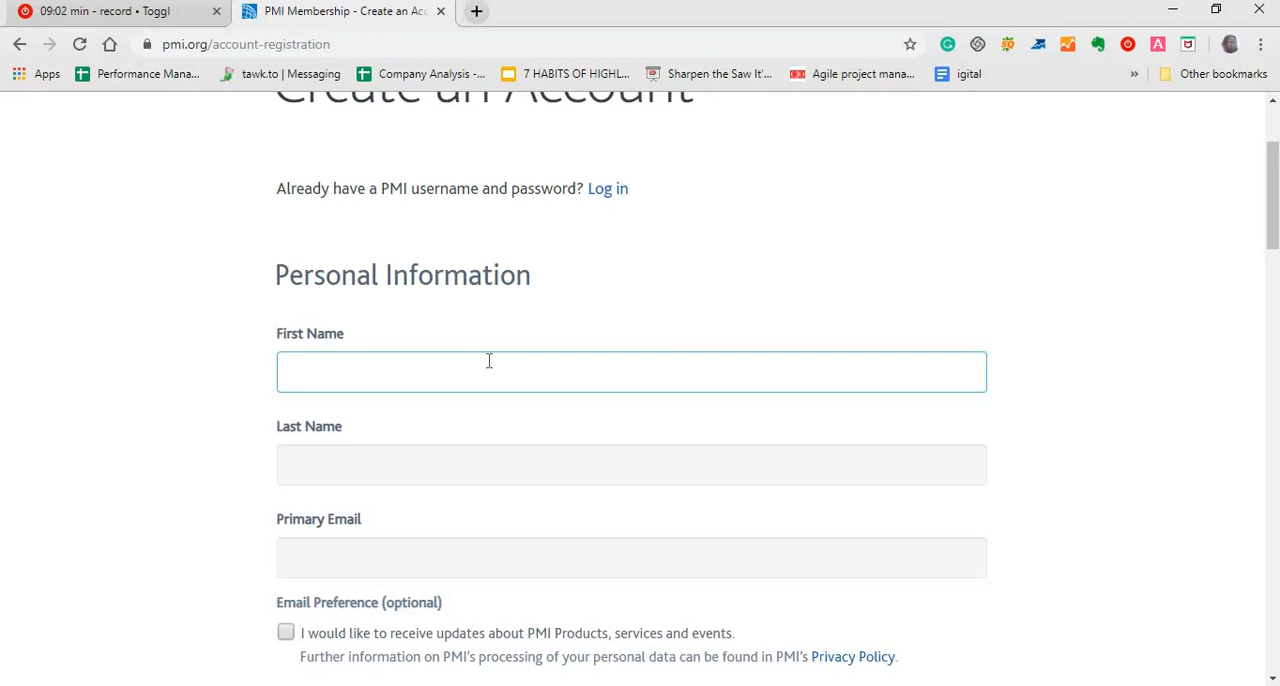 09:02 min - record • Toggl
PMI Membership - Create an Acc
pmi.org/account-registration
Apps
Performance Mana...
tawk.to | Messaging
Company Analysis -...
7 HABITS OF HIGHL...
Sharpen the Saw It'...
Agile project mana...
igital
»
Other bookmarks
Create an Account
Already have a PMI username and password? Log in
Personal Information
First Name
Last Name
Primary Email
Email Preference (optional)
I would like to receive updates about PMI Products, services and events.
Further information on PMI's processing of your personal data can be found in PMI's Privacy Policy.